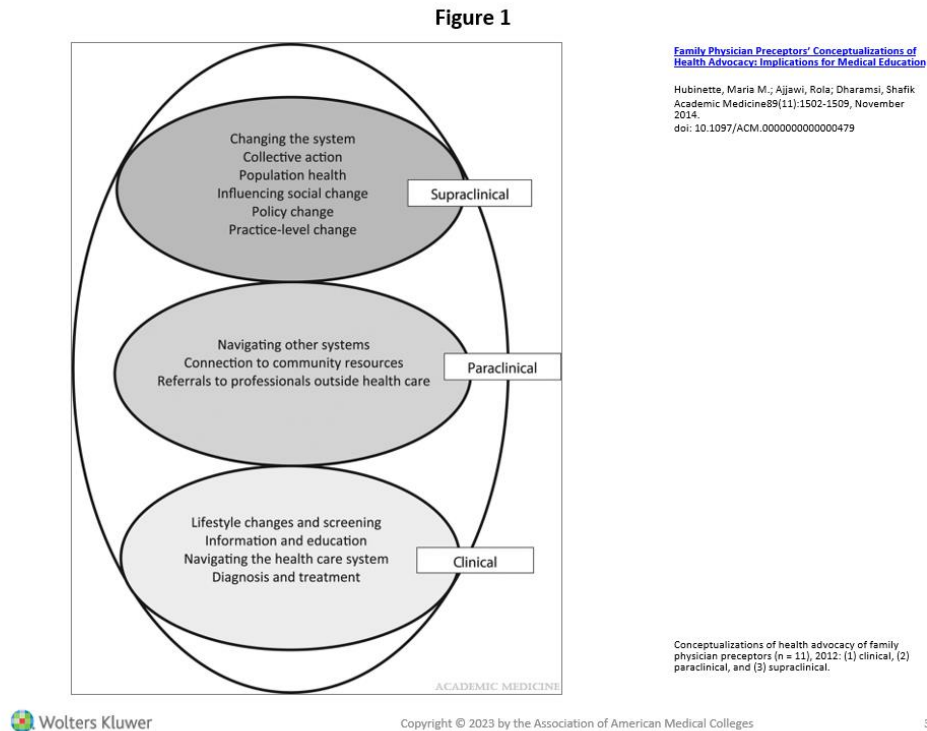 Figure 1
Changing the system
Collective action
Population health
Influencing social change
Policy change
Practice-level change
Supraclinical
Navigating other systems
Connection to community resources
Referrals to professionals outside health care
Paraclinical
Lifestyle changes and screening
Information and education
Navigating the health care system
Diagnosis and treatment
Clinical
ACADEMIC MEDICINE
Family Physician Preceptors' Conceptualizations of
Health Advocacy: Implications for Medical Education
Hubinette, Maria M.; Ajjawi, Rola; Dharamsi, Shafik
Academic Medicine89(11):1502-1509, November
2014.
doi: 10.1097/ACM.0000000000000479
Conceptualizations of health advocacy of family
physician preceptors (n = 11), 2012: (1) clinical, (2)
paraclinical, and (3) supraclinical.
Wolters Kluwer
Copyright © 2023 by the Association of American Medical Colleges